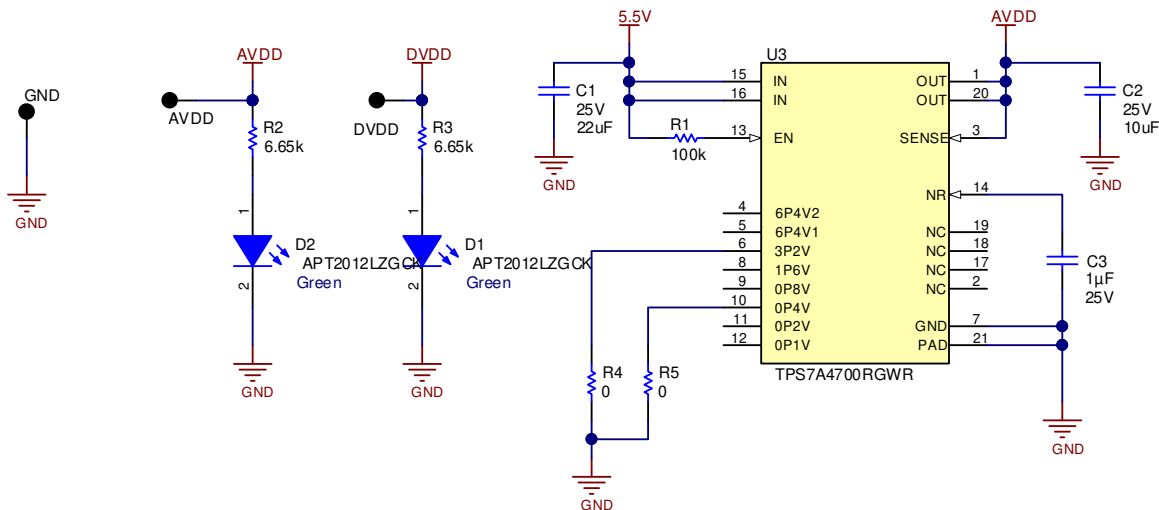 GND
GND
AVDD
AVDD
R2
6.65k
1
D2
APT2012LZGCK
Green
2
GND
DVDD
DVDD
R3
6.65k
1
D1
APT2012LZGCK
Green
2
GND
5.5V
C1
25V
22uF
GND
R1
100k
U3
15 IN
16 IN
13 EN
4 6P4V2
5 6P4V1
6 3P2V
8 1P6V
9 0P8V
10 0P4V
11 0P2V
12 0P1V
OUT 1
OUT 20
SENSE 3
NR 14
NC 19
NC 18
NC 17
NC 2
GND 7
PAD 21
TPS7A4700RGWR
AVDD
C2
25V
10uF
GND
C3
1µF
25V
GND
R4
0
R5
0
GND